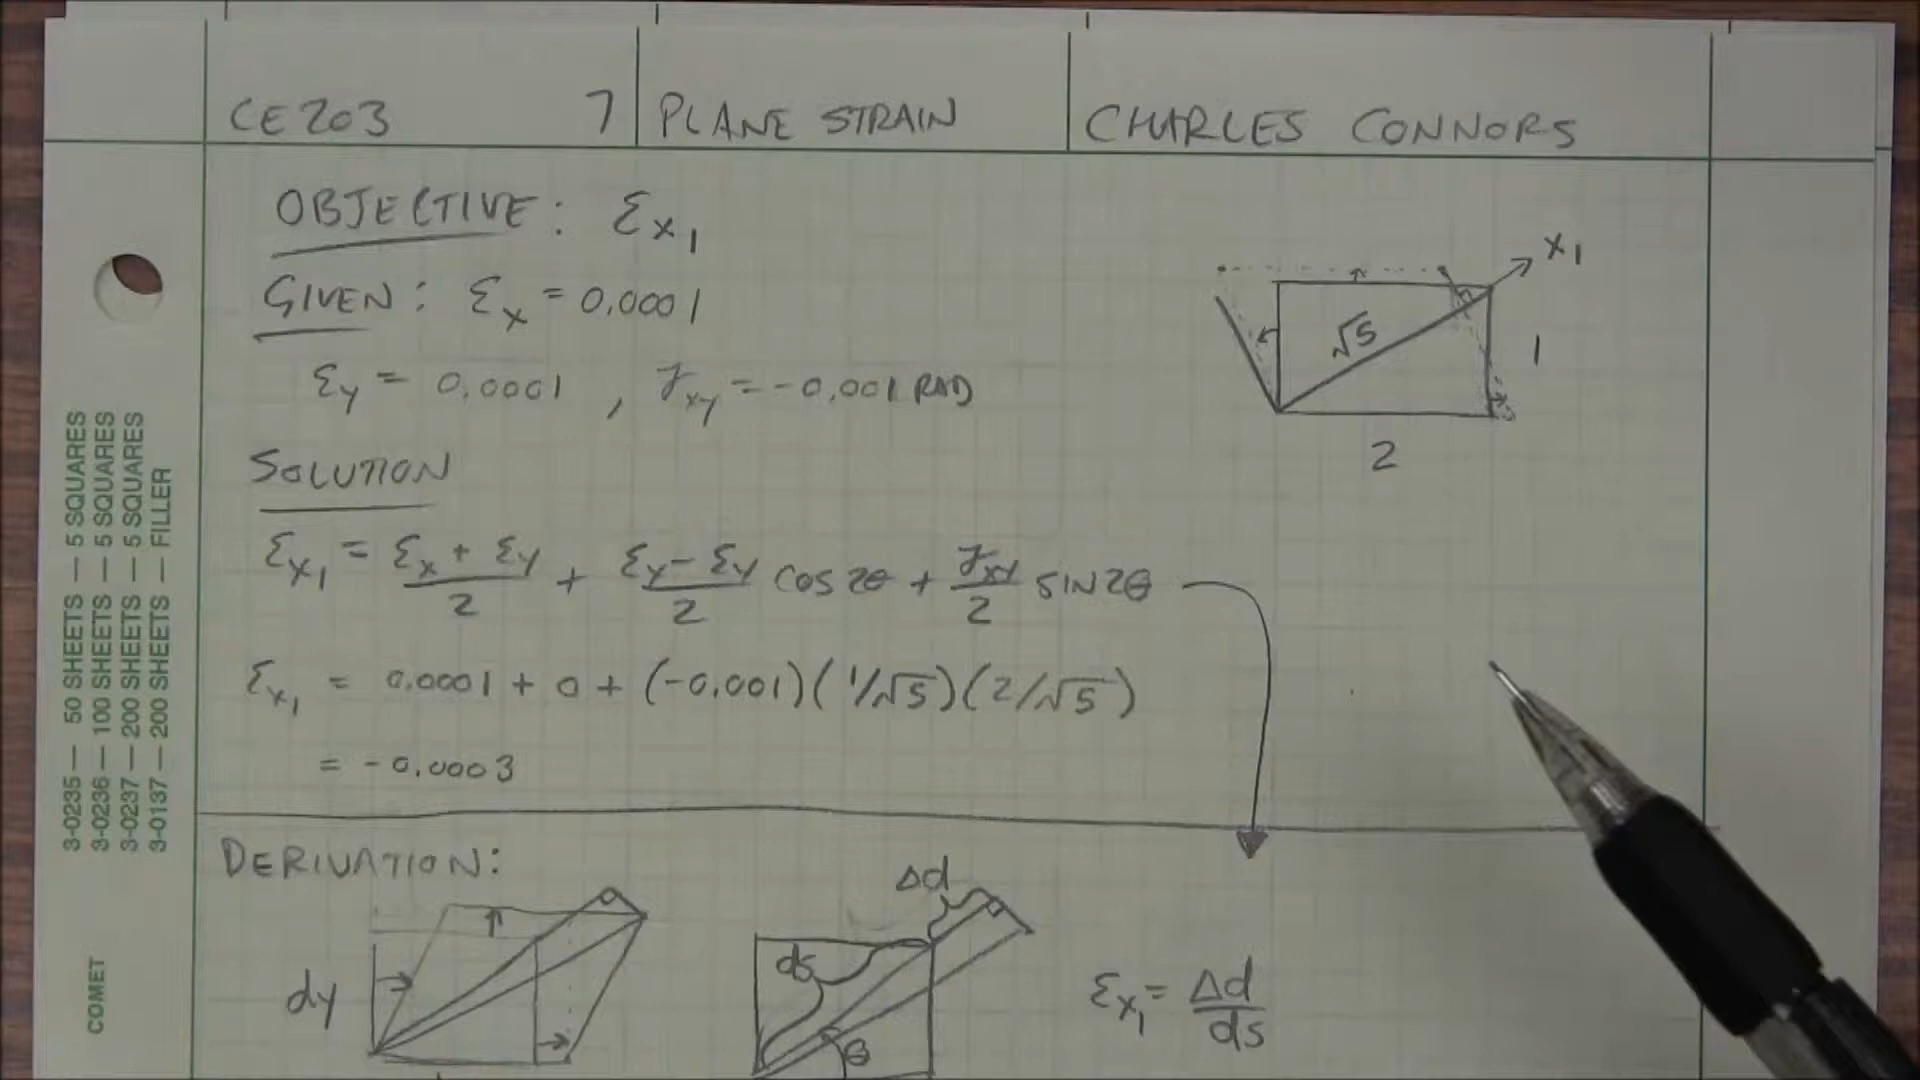 CE203 7 PLANE STRAIN CHARLES CONNORS
OBJECTIVE: εx₁
GIVEN: εx = 0.0001
εy = 0.0001, γxy = -0.001 RAD
x₁
√5
1
2
SOLUTION
εx₁ = (εx + εy)/2 + (εx - εy)/2 COS 2θ + γxy/2 SIN 2θ
εx₁ = 0.0001 + 0 + (-0.001)(1/√5)(2/√5)
= -0.0003
DERIVATION:
dy
Δd
ds
θ
εx₁ = Δd/ds
3-0235 — 50 SHEETS — 5 SQUARES
3-0236 — 100 SHEETS — 5 SQUARES
3-0237 — 200 SHEETS — 5 SQUARES
3-0137 — 200 SHEETS — FILLER
COMET